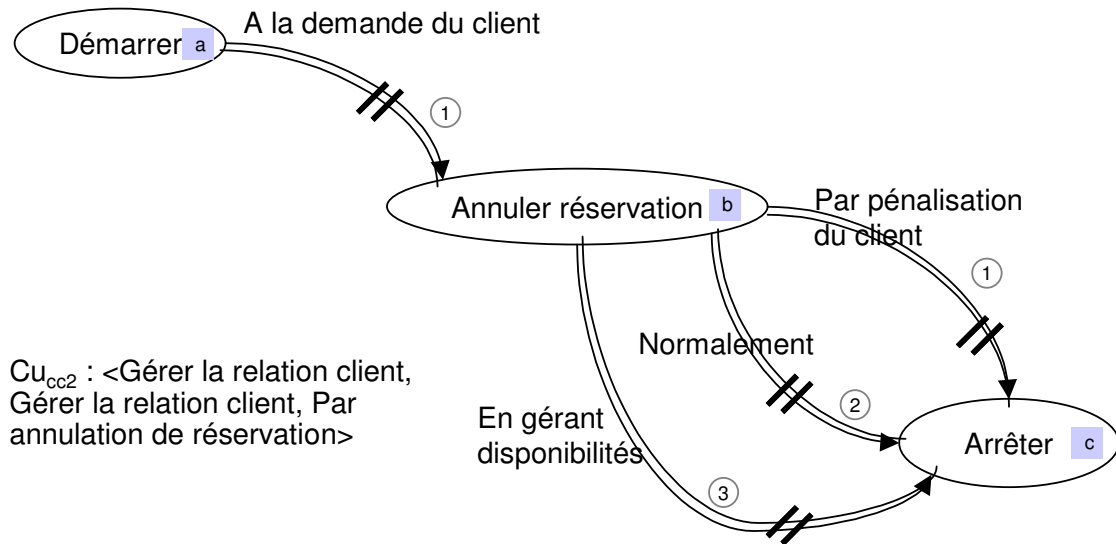 A la demande du client
Démarrer a
1
Annuler réservation b
Par pénalisation
du client
1
Normalement
2
En gérant
disponibilités
3
Arrêter c
Cu_cc2 : <Gérer la relation client,
Gérer la relation client, Par
annulation de réservation>